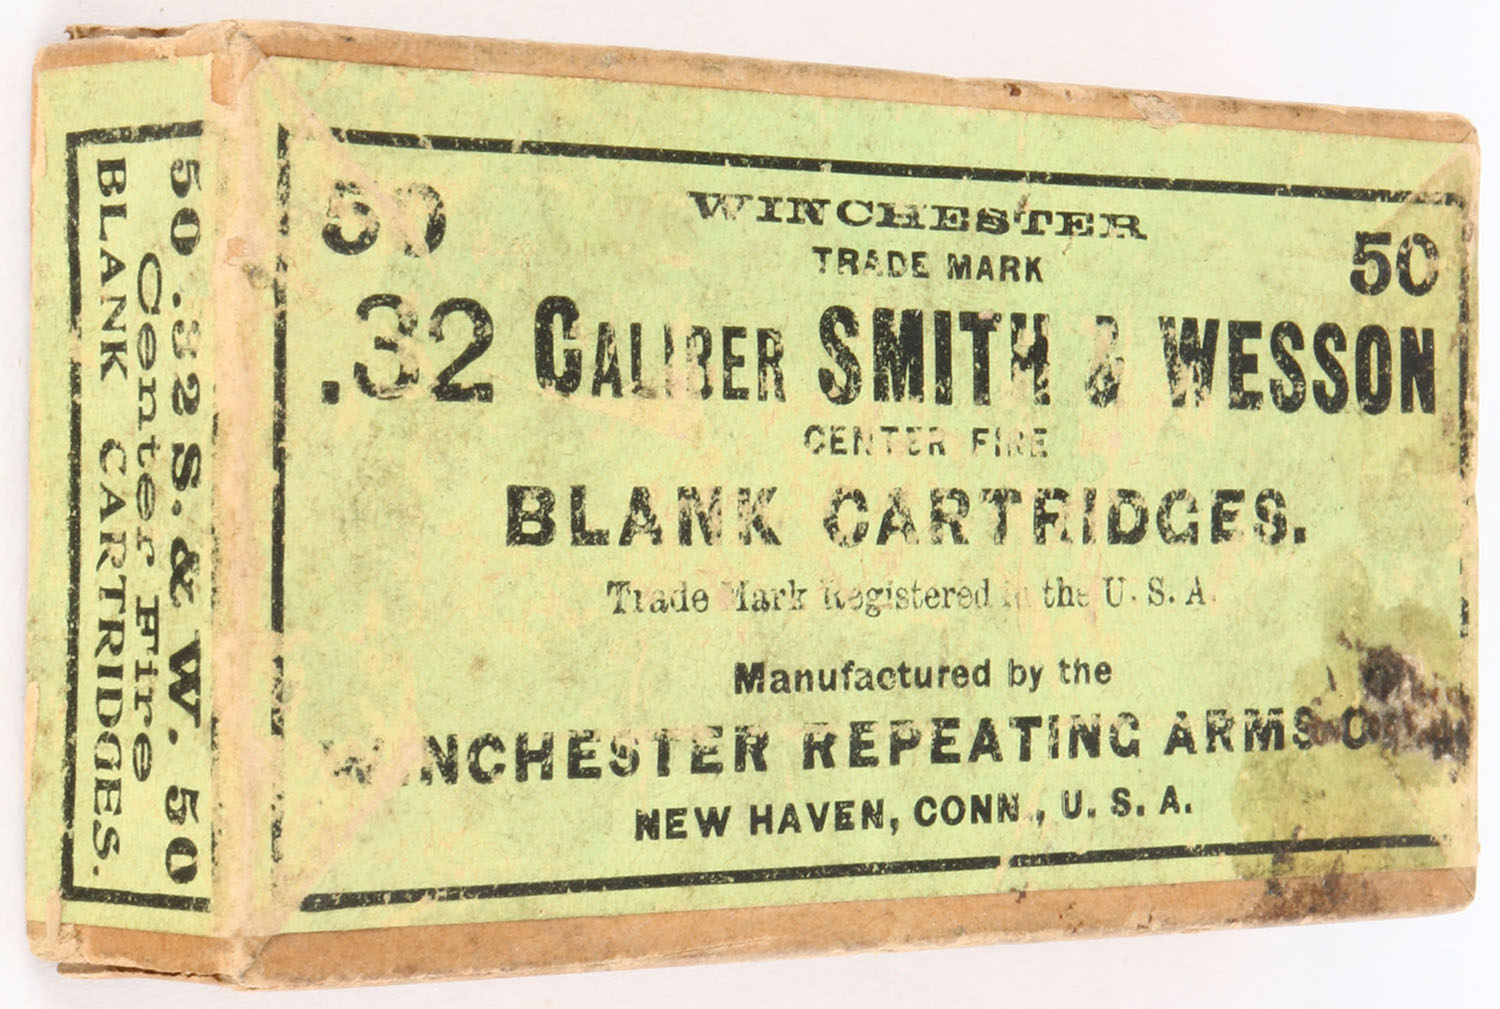 50 WINCHESTER 50
TRADE MARK
.32 CALIBER SMITH & WESSON
CENTER FIRE
BLANK CARTRIDGES.
Trade Mark Registered in the U. S. A.
Manufactured by the
WINCHESTER REPEATING ARMS CO.
NEW HAVEN, CONN., U. S. A.
50 .32 S. & W. 50
Center Fire
BLANK CARTRIDGES.